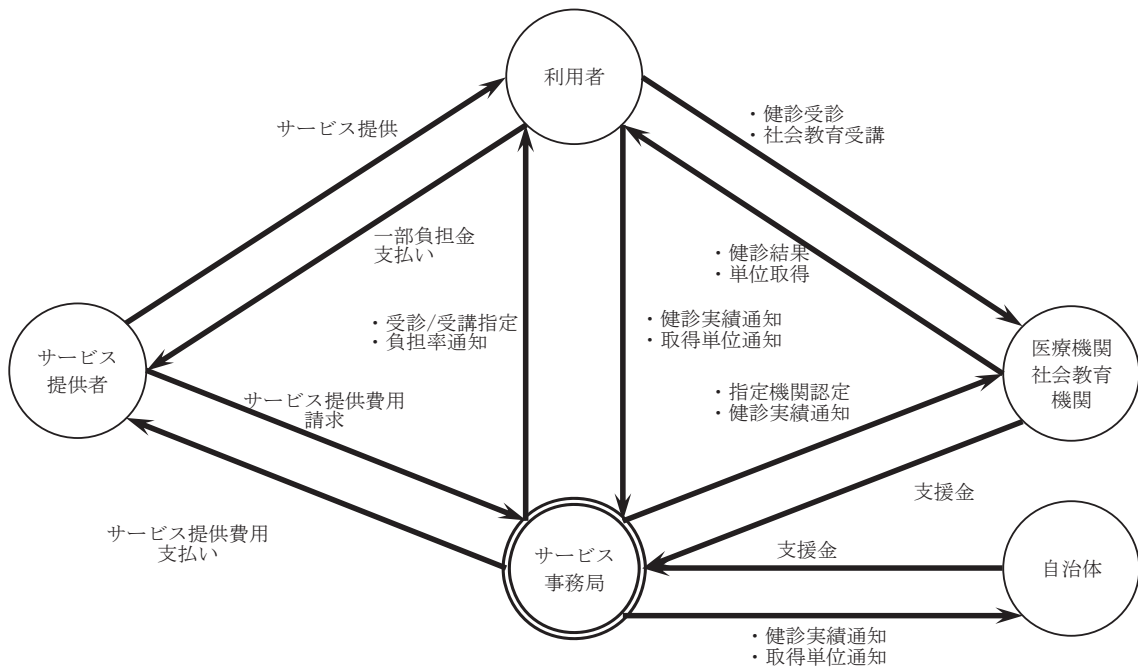 利用者
サービス提供
・健診受診
・社会教育受講
一部負担金
支払い
・健診結果
・単位取得
・受診/受講指定
・負担率通知
・健診実績通知
・取得単位通知
サービス
提供者
医療機関
社会教育
機関
サービス提供費用
請求
・指定機関認定
・健診実績通知
サービス提供費用
支払い
支援金
サービス
事務局
支援金
自治体
・健診実績通知
・取得単位通知